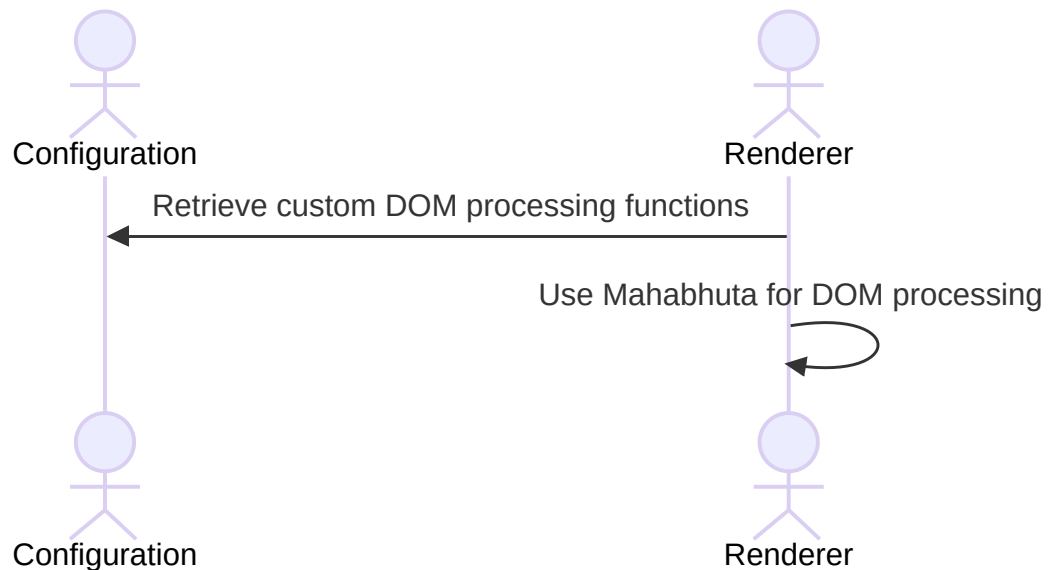 Configuration
Renderer
Retrieve custom DOM processing functions
Use Mahabhuta for DOM processing
Configuration
Renderer